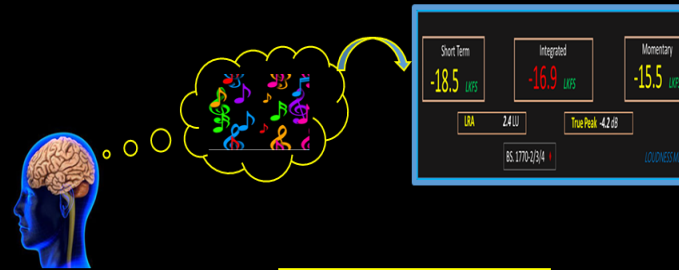 Short Term
-18.5 LKFS
Integrated
-16.9 LKFS
Momentary
-15.5
LRA 2.4 LU
True Peak -4.2 dB
BS. 1770-2/3/4
LOUDNESS